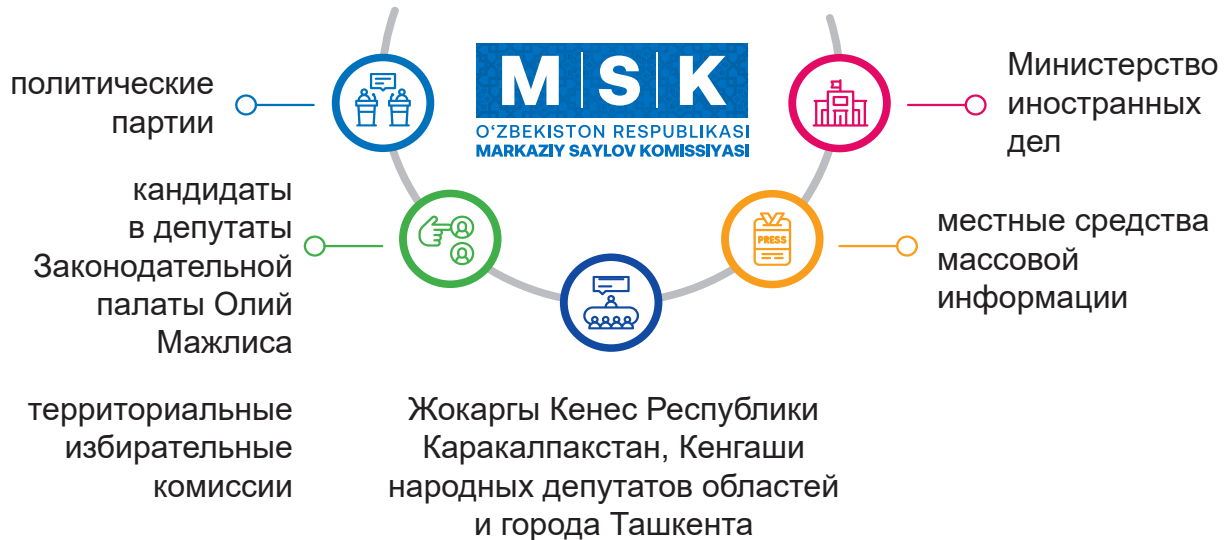 политические
партии
M|S|K
O‘ZBEKISTON RESPUBLIKASI
MARKAZIY SAYLOV KOMISSIYASI
Министерство
иностранных
дел
кандидаты
в депутаты
Законодательной
палаты Олий
Мажлиса
PRESS
местные средства
массовой
информации
территориальные
избирательные
комиссии
Жокаргы Кенес Республики
Каракалпакстан, Кенгаши
народных депутатов областей
и города Ташкента